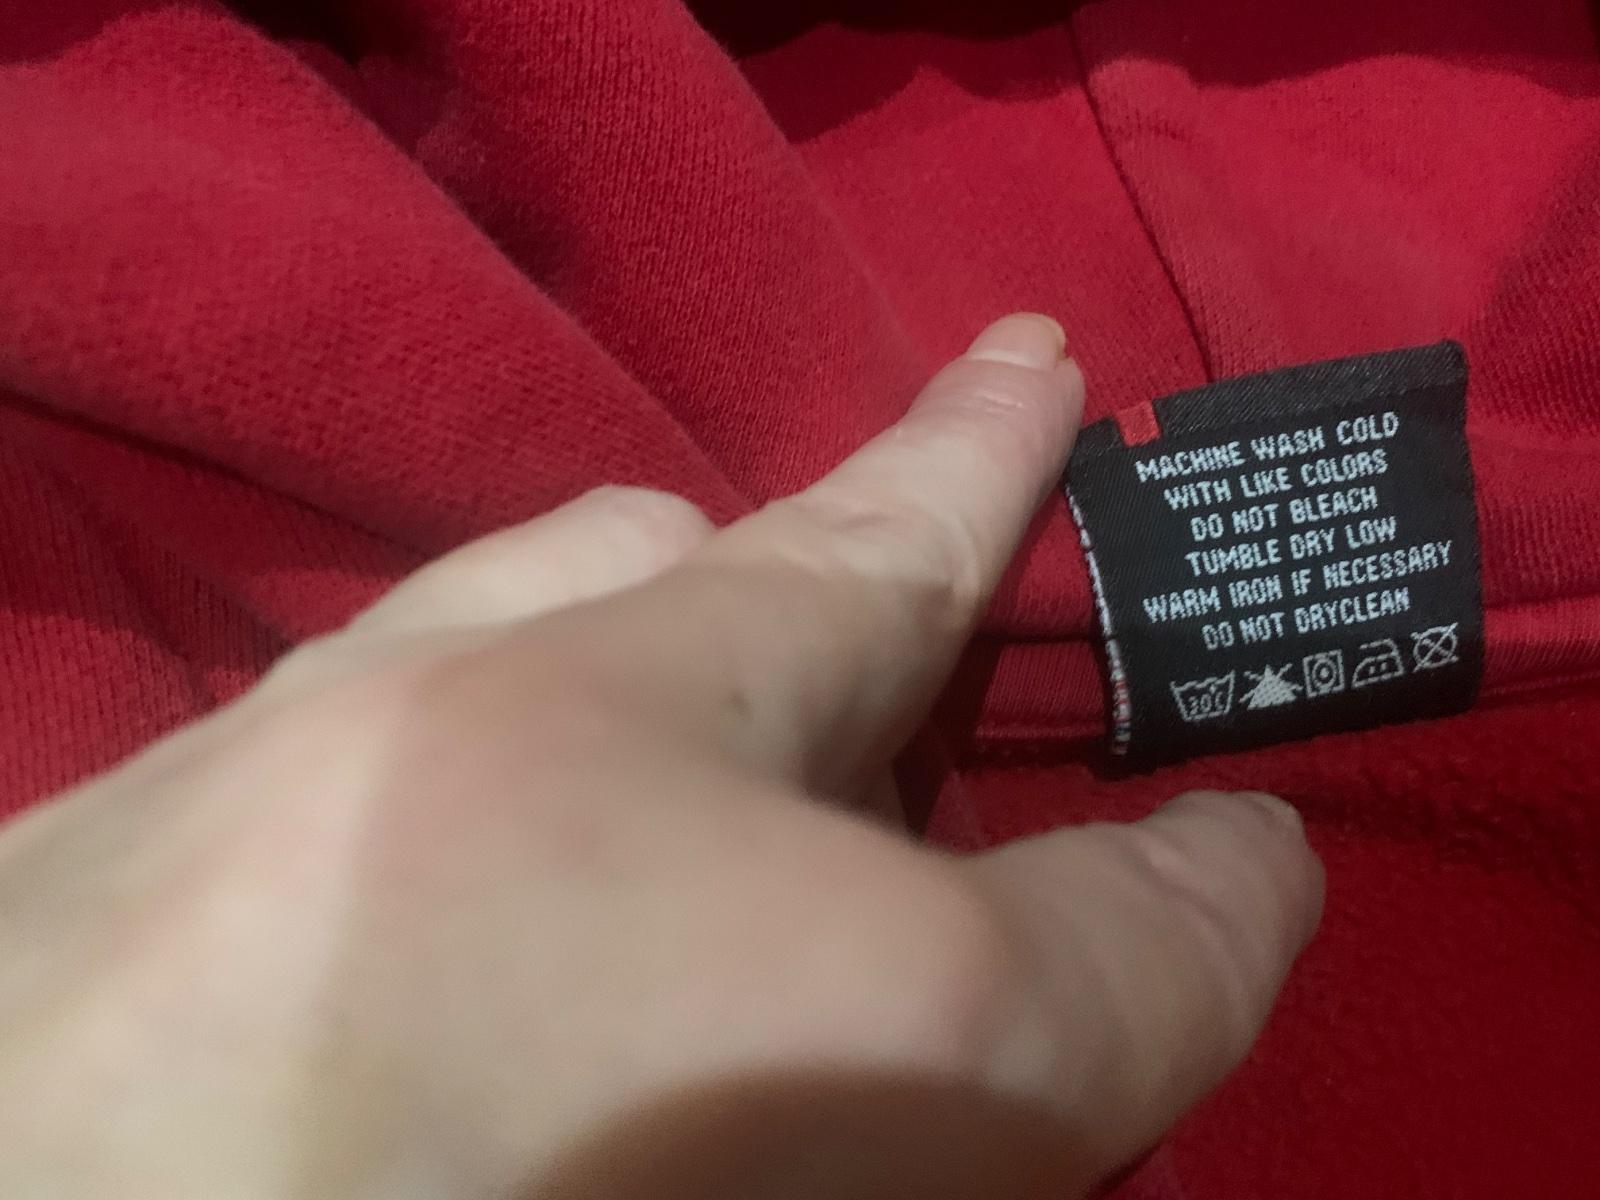 MACHINE WASH COLD
WITH LIKE COLORS
DO NOT BLEACH
TUMBLE DRY LOW
WARM IRON IF NECESSARY
DO NOT DRYCLEAN
30C